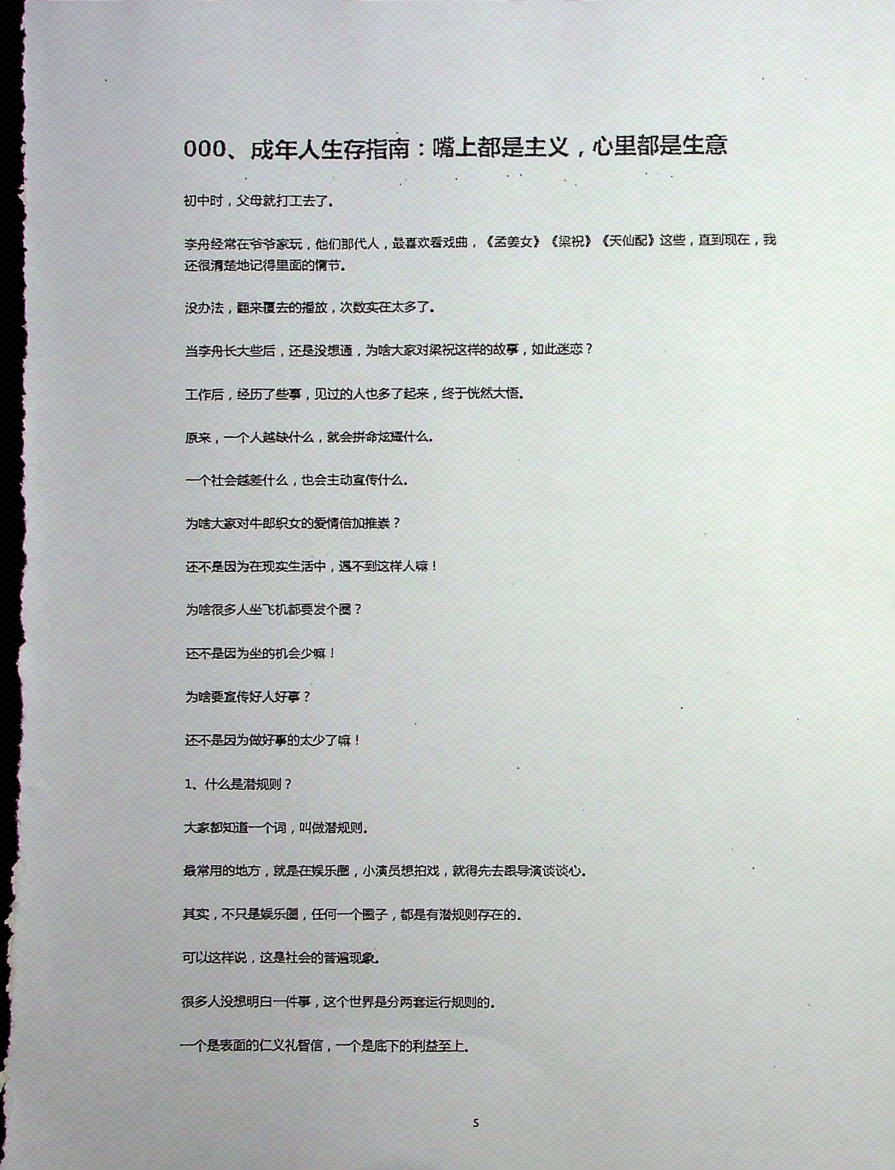 000、成年人生存指南：嘴上都是主义，心里都是生意
初中时，父母就打工去了。
李舟经常在爷爷家玩，他们那代人，最喜欢看戏曲，《孟姜女》《梁祝》《天仙配》这些，直到现在，我
还很清楚地记得里面的情节。
没办法，翻来覆去的播放，次数实在太多了。
当李舟长大些后，还是没想通，为啥大家对梁祝这样的故事，如此迷恋？
工作后，经历了些事，见过的人也多了起来，终于恍然大悟。
原来，一个人越缺什么，就会拼命炫耀什么。
一个社会越差什么，也会主动宣传什么。
为啥大家对牛郎织女的爱情倍加推崇？
还不是因为在现实生活中，遇不到这样人嘛！
为啥很多人坐飞机都要发个圈？
还不是因为坐的机会少嘛！
为啥要宣传好人好事？
还不是因为做好事的太少了嘛！
1、什么是潜规则？
大家都知道一个词，叫做潜规则。
最常用的地方，就是在娱乐圈，小演员想拍戏，就得先去跟导演谈谈心。
其实，不只是娱乐圈，任何一个圈子，都是有潜规则存在的。
可以这样说，这是社会的普遍现象。
很多人没想明白一件事，这个世界是分两套运行规则的。
一个是表面的仁义礼智信，一个是底下的利益至上。
5